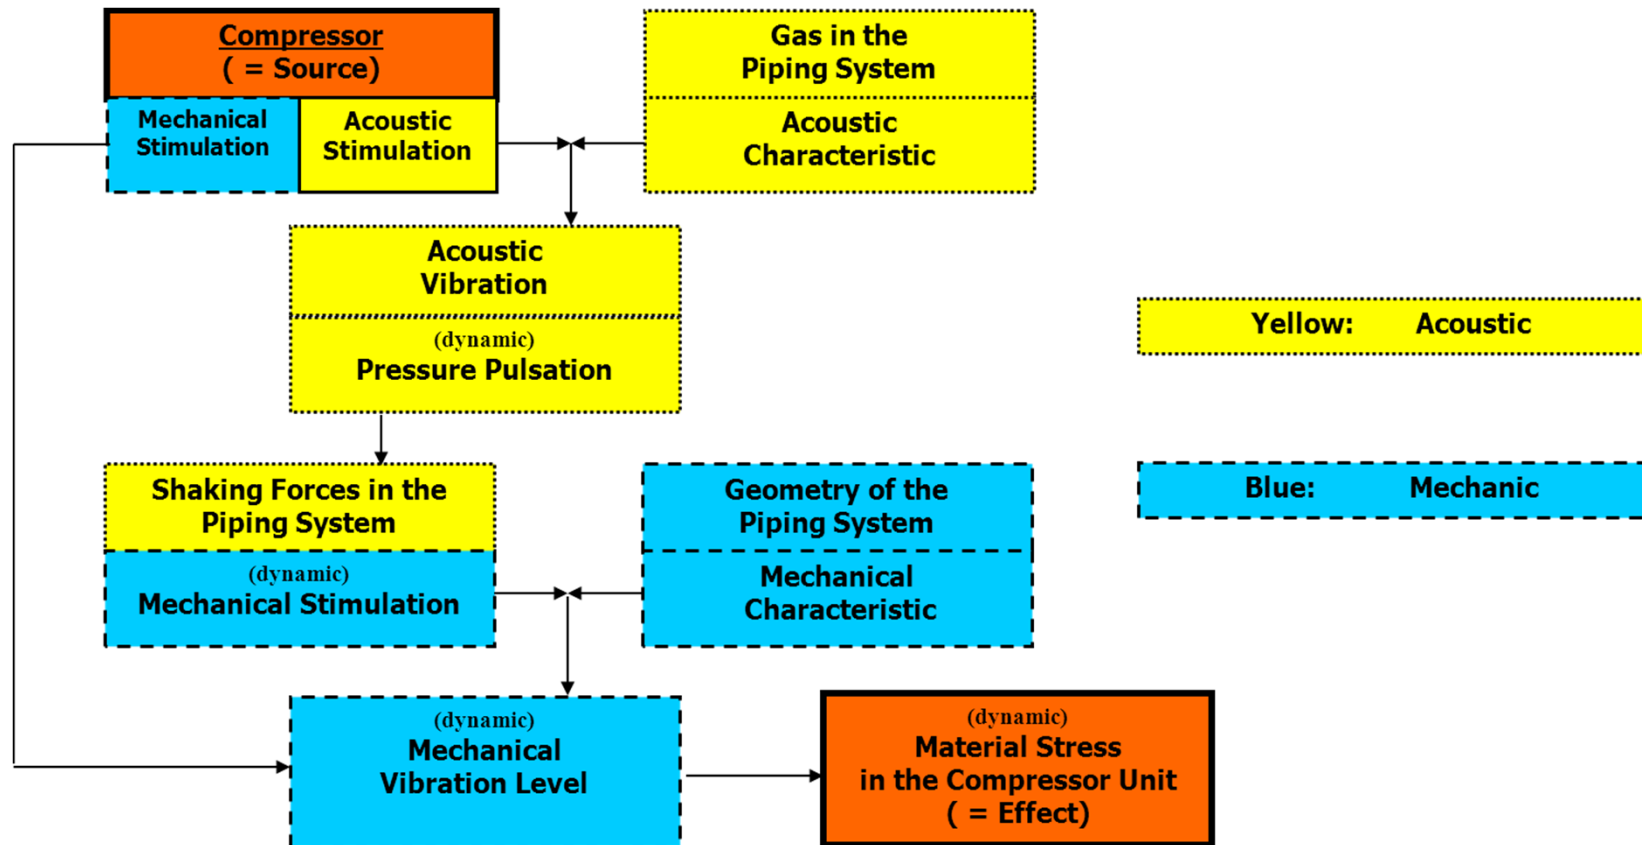 Compressor
( = Source)
Mechanical
Stimulation
Acoustic
Stimulation
Gas in the
Piping System
Acoustic
Characteristic
Acoustic
Vibration
(dynamic)
Pressure Pulsation
Yellow: Acoustic
Shaking Forces in the
Piping System
(dynamic)
Mechanical Stimulation
Geometry of the
Piping System
Mechanical
Characteristic
Blue: Mechanic
(dynamic)
Mechanical
Vibration Level
(dynamic)
Material Stress
in the Compressor Unit
( = Effect)